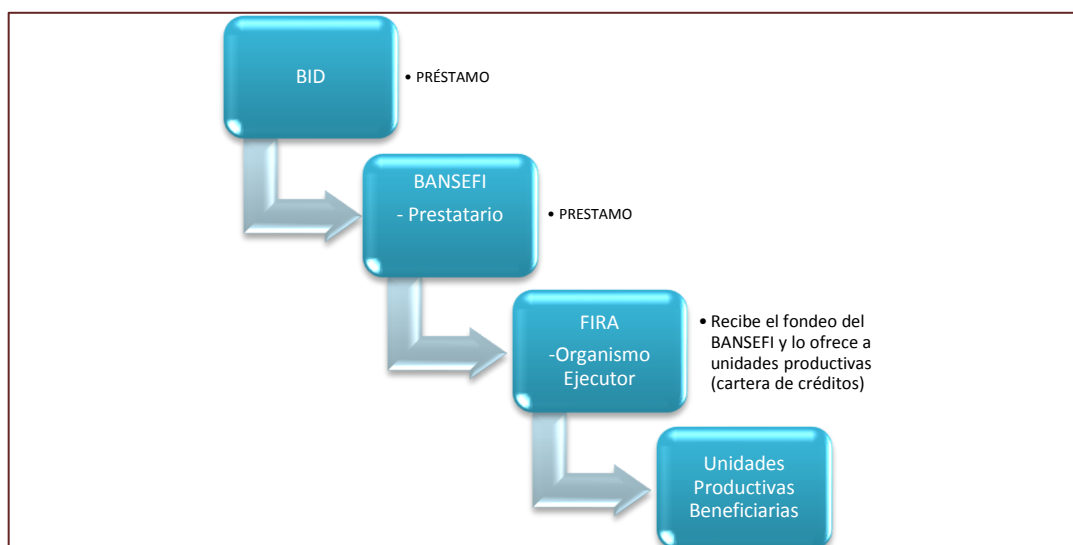 BID
• PRÉSTAMO
BANSEFI
- Prestatario
• PRESTAMO
FIRA
-Organismo
Ejecutor
• Recibe el fondeo del
BANSEFI y lo ofrece a
unidades productivas
(cartera de créditos)
Unidades
Productivas
Beneficiarias